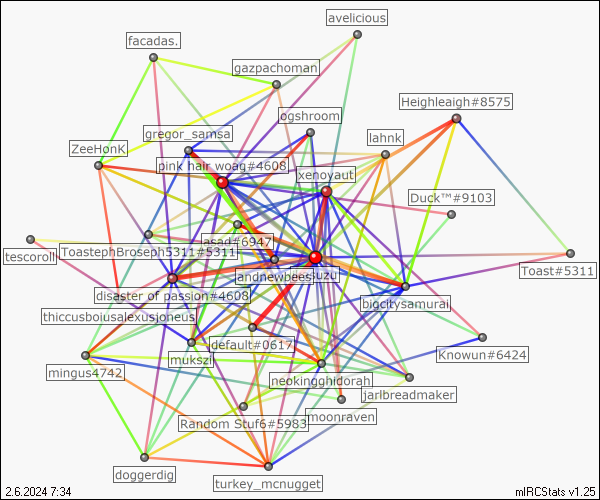 avelicious
facadas.
gazpachoman
Heighleaigh#8575
ogshroom
gregor_samsa
lahnk
ZeeHonK
pink hair woag#4608
xenoyaut
Duck™#9103
asad#6947
tescoroll
ToastephBroseph5311#5311
andnewbees
suzu
Toast#5311
disaster of passion#4608
bigcitysamurai
thiccusboiusalexusjoneus
default#0617
Knowun#6424
mukszil
mingus4742
neokingghidorah
jarlbreadmaker
moonraven
Random Stuf6#5983
doggerdig
turkey_mcnugget
2.6.2024 7:34
mIRCStats v1.25